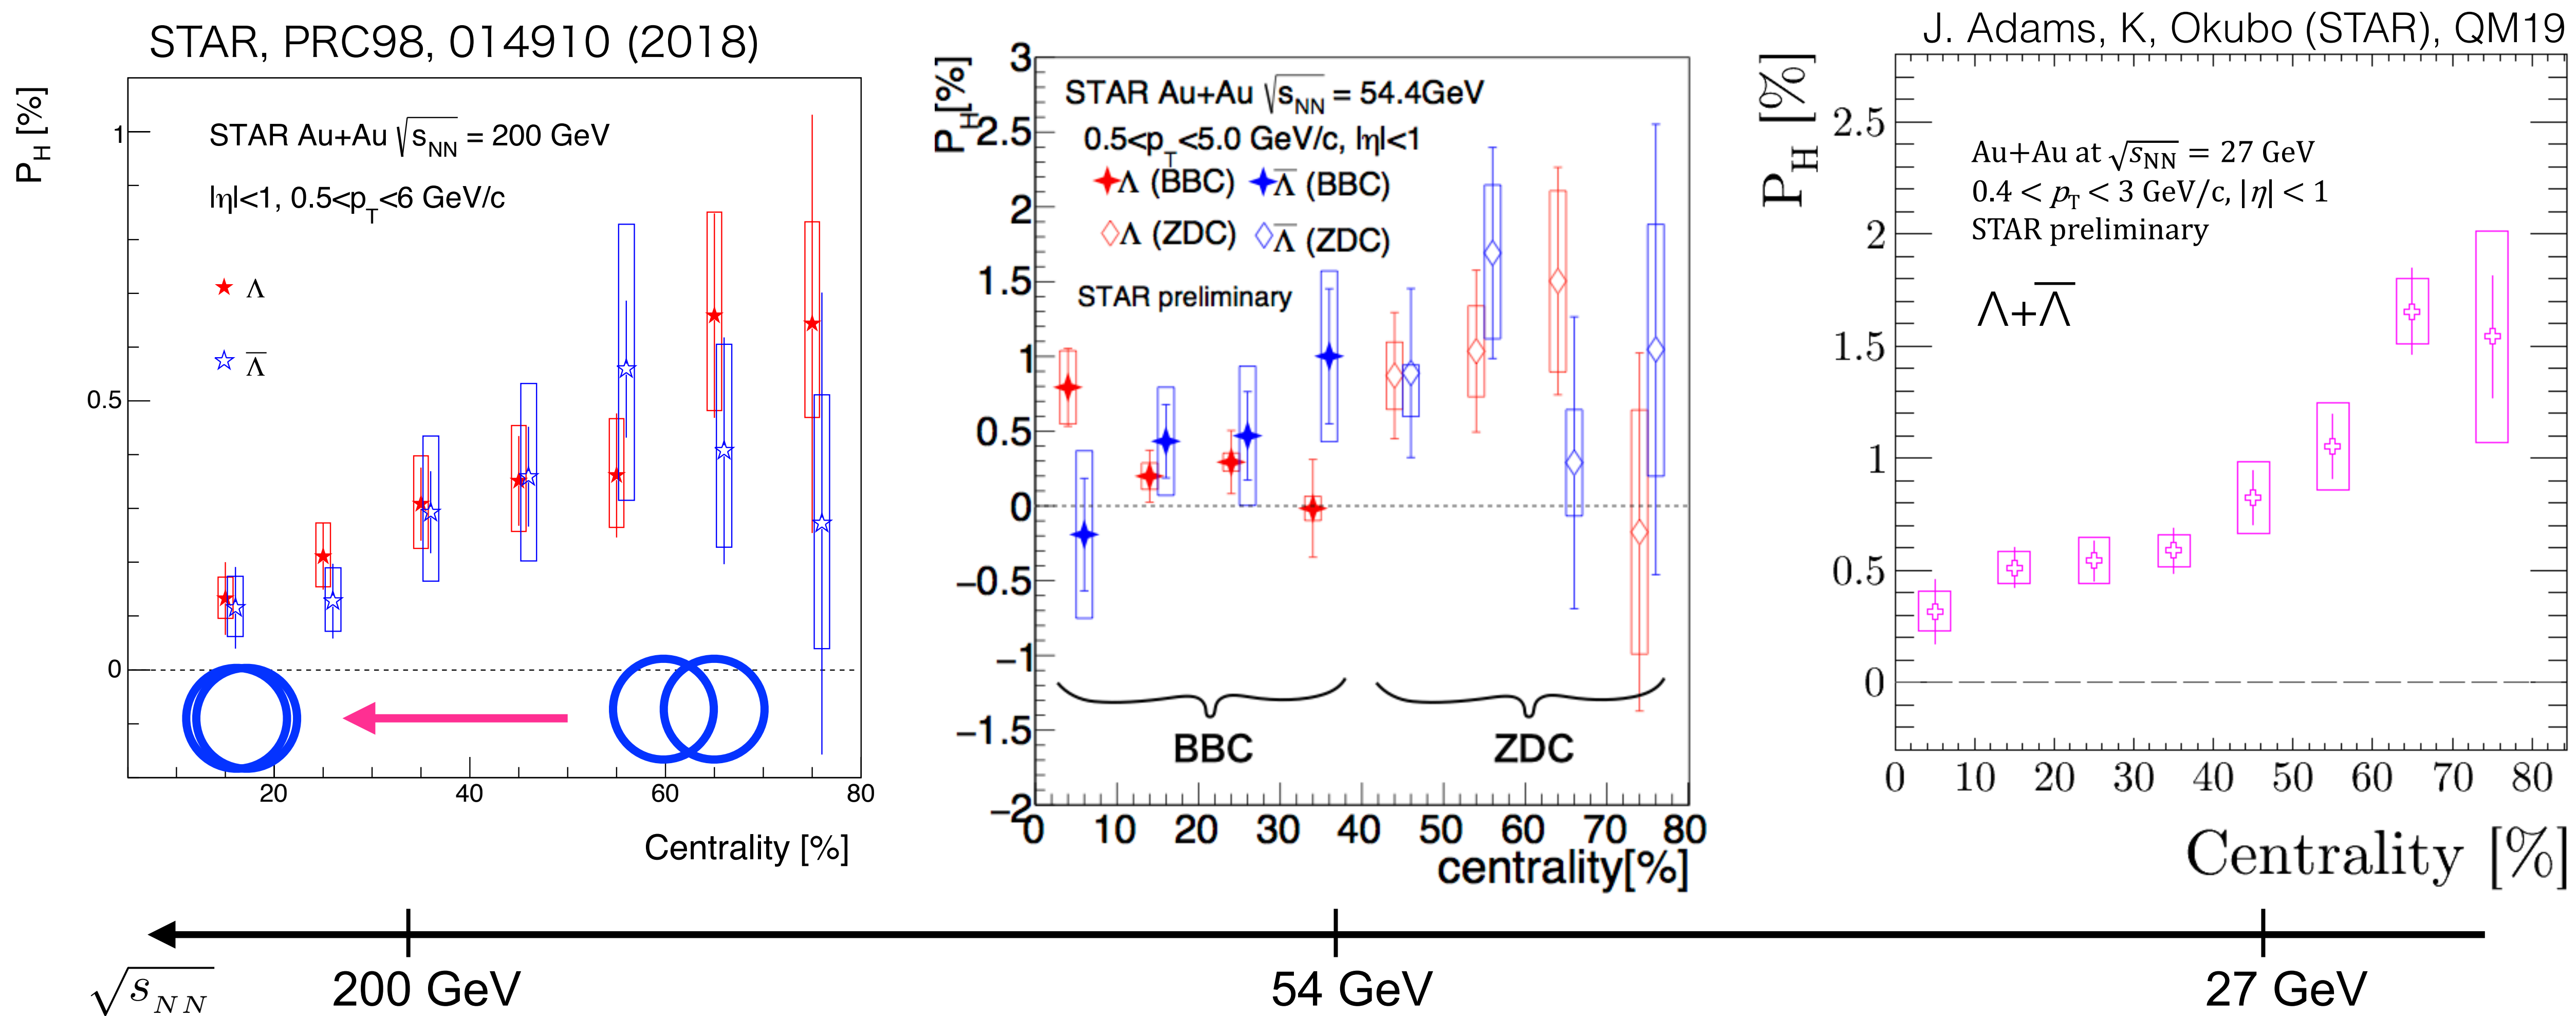 STAR, PRC98, 014910 (2018)
P_H [%]
STAR Au+Au √s_NN = 200 GeV
|η|<1, 0.5<p_T<6 GeV/c
Λ
Λ̅
1
0.5
0
20 40 60 80
Centrality [%]
P_H[%]
STAR Au+Au √s_NN = 54.4GeV
0.5<p_T<5.0 GeV/c, |η|<1
Λ (BBC) Λ̅ (BBC)
Λ (ZDC) Λ̅ (ZDC)
STAR preliminary
3
2.5
2
1.5
1
0.5
0
−0.5
−1
−1.5
−2
BBC ZDC
0 10 20 30 40 50 60 70 80
centrality[%]
J. Adams, K, Okubo (STAR), QM19
P_H [%]
Au+Au at √s_NN = 27 GeV
0.4 < p_T < 3 GeV/c, |η| < 1
STAR preliminary
Λ+Λ̅
2.5
2
1.5
1
0.5
0
0 10 20 30 40 50 60 70 80
Centrality [%]
√s_NN 200 GeV 54 GeV 27 GeV